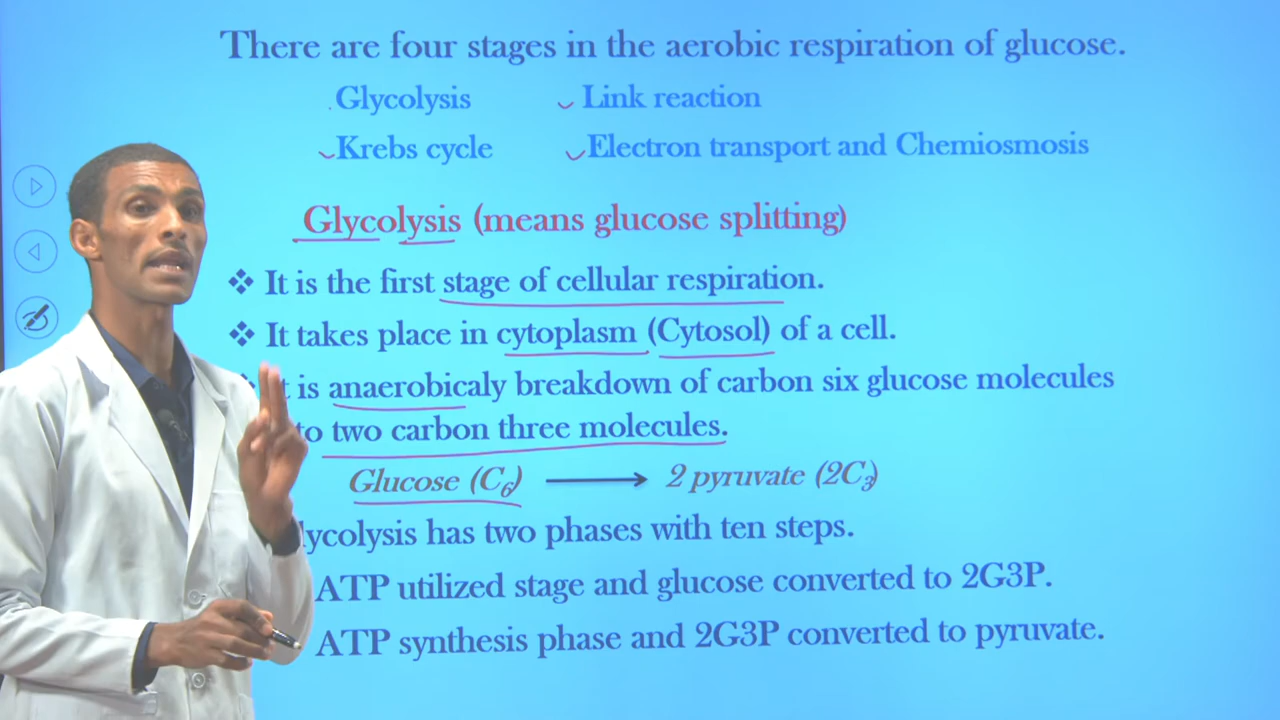 There are four stages in the aerobic respiration of glucose.
Glycolysis Link reaction
Krebs cycle Electron transport and Chemiosmosis
Glycolysis (means glucose splitting)
❖ It is the first stage of cellular respiration.
❖ It takes place in cytoplasm (Cytosol) of a cell.
is anaerobicaly breakdown of carbon six glucose molecules
to two carbon three molecules.
Glucose (C₆) ⟶ 2 pyruvate (2C₃)
lycolysis has two phases with ten steps.
ATP utilized stage and glucose converted to 2G3P.
ATP synthesis phase and 2G3P converted to pyruvate.